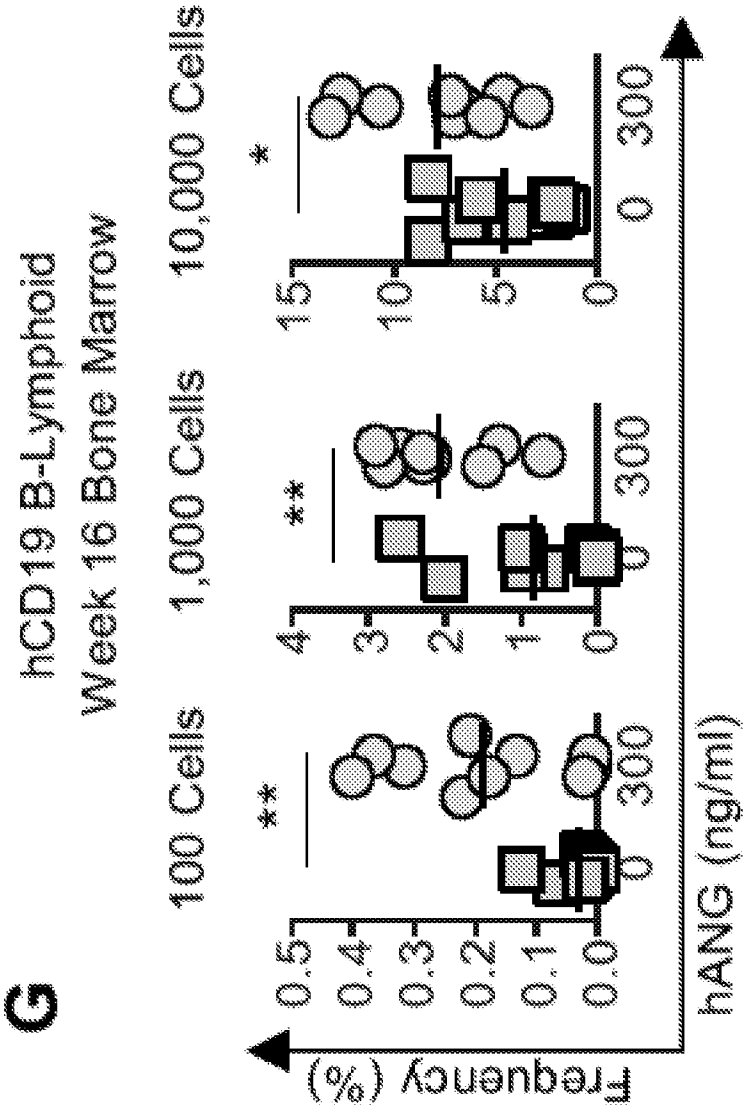 G
hCD19 B-Lymphoid
Week 16 Bone Marrow
100 Cells
1,000 Cells
10,000 Cells
** ** *
Frequency (%)
0.5
0.4
0.3
0.2
0.1
0.0
4
3
2
1
0
15
10
5
0
0 300 0 300 0 300
hANG (ng/ml)